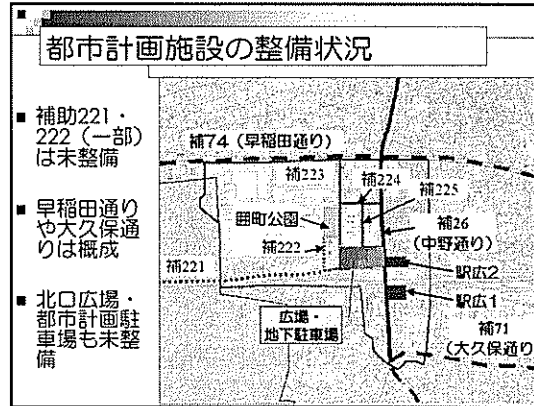 都市計画施設の整備状況
■ 補助221・
222（一部）
は未整備
■ 早稲田通り
や大久保通
りは概成
■ 北口広場・
都市計画駐
車場も未整
備
補74（早稲田通り）
補223
補224
補225
囲町公園
補26
（中野通り）
補222
補221
駅広2
駅広1
広場・
地下駐車場
補71
（大久保通り